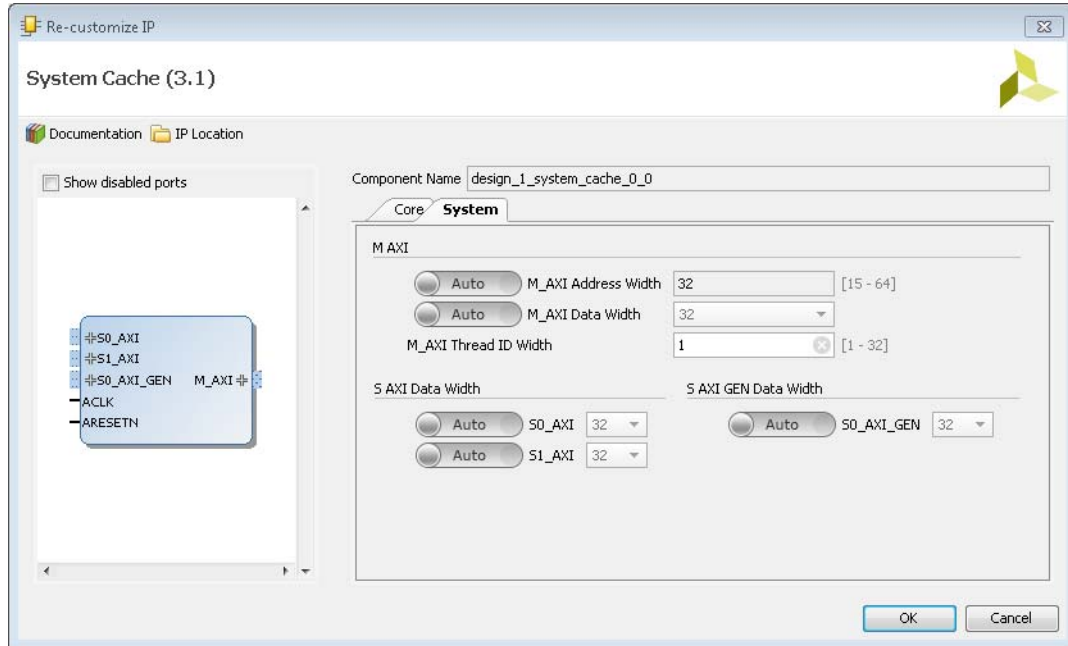 Re-customize IP
System Cache (3.1)
Documentation IP Location
Show disabled ports
S0_AXI
S1_AXI
S0_AXI_GEN M_AXI
ACLK
ARESETN
Component Name design_1_system_cache_0_0
Core System
M AXI
Auto M_AXI Address Width 32 [15 - 64]
Auto M_AXI Data Width 32
M_AXI Thread ID Width 1 [1 - 32]
S AXI Data Width S AXI GEN Data Width
Auto S0_AXI 32 Auto S0_AXI_GEN 32
Auto S1_AXI 32
OK Cancel